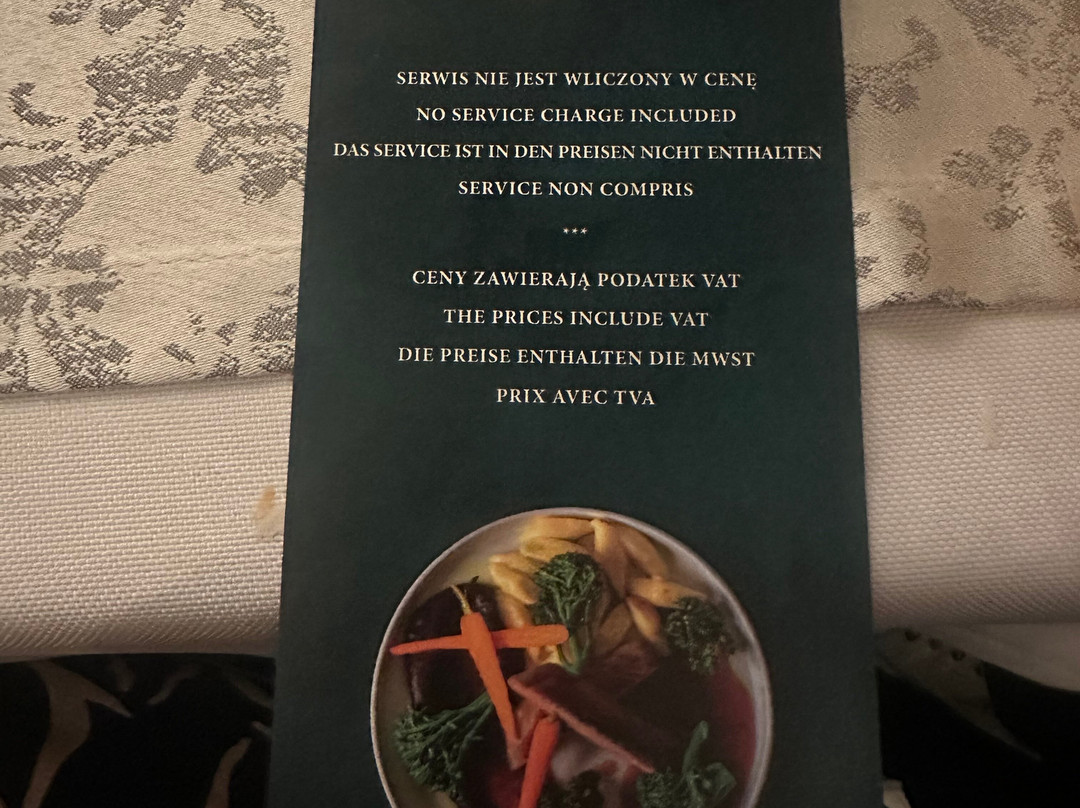 SERWIS NIE JEST WLICZONY W CENĘ
NO SERVICE CHARGE INCLUDED
DAS SERVICE IST IN DEN PREISEN NICHT ENTHALTEN
SERVICE NON COMPRIS
***
CENY ZAWIERAJĄ PODATEK VAT
THE PRICES INCLUDE VAT
DIE PREISE ENTHALTEN DIE MWST
PRIX AVEC TVA